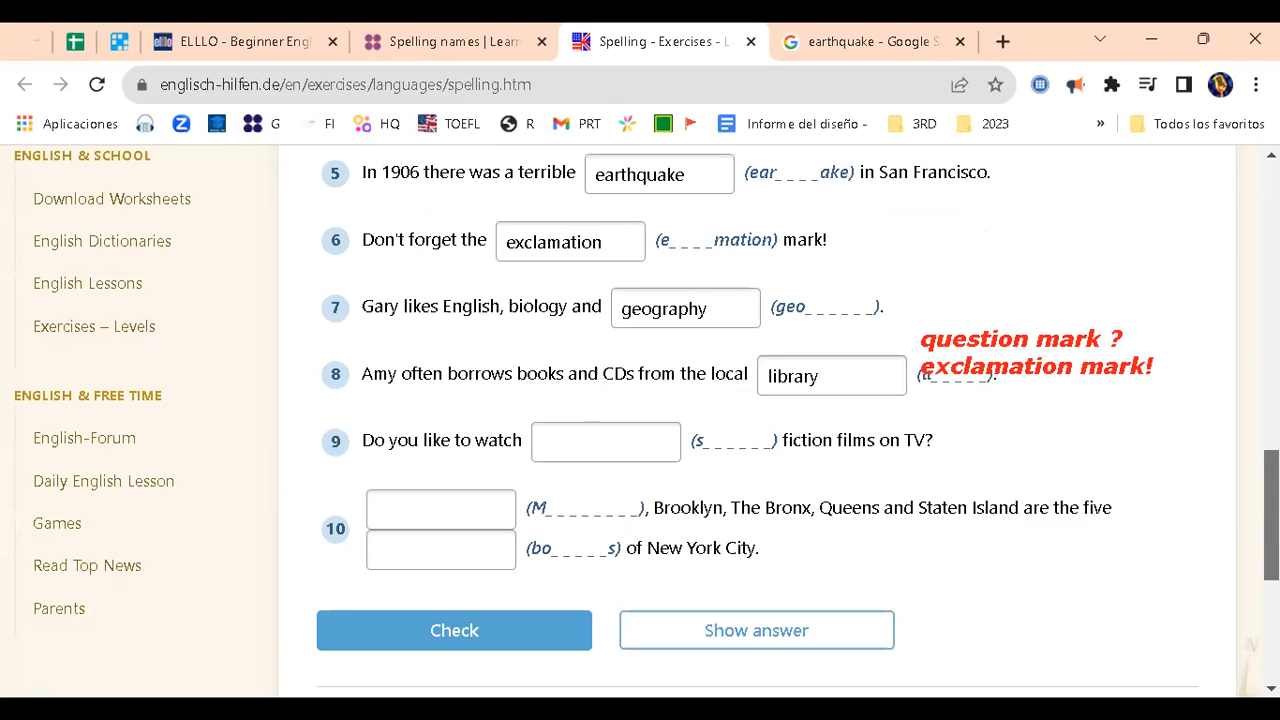 ELLLO - Beginner Eng
Spelling names | Learn
Spelling - Exercises - L
earthquake - Google S
englisch-hilfen.de/en/exercises/languages/spelling.htm
Aplicaciones G FI HQ TOEFL R PRT Informe del diseño - 3RD 2023 » Todos los favoritos
ENGLISH & SCHOOL
Download Worksheets
English Dictionaries
English Lessons
Exercises – Levels
ENGLISH & FREE TIME
English-Forum
Daily English Lesson
Games
Read Top News
Parents
5 In 1906 there was a terrible earthquake (ear_ _ _ _ake) in San Francisco.
6 Don't forget the exclamation (e_ _ _ _mation) mark!
7 Gary likes English, biology and geography (geo_ _ _ _ _ _).
question mark ?
exclamation mark!
8 Amy often borrows books and CDs from the local library
9 Do you like to watch (s_ _ _ _ _ _) fiction films on TV?
10 (M_ _ _ _ _ _ _ _), Brooklyn, The Bronx, Queens and Staten Island are the five
(bo_ _ _ _ _s) of New York City.
Check
Show answer